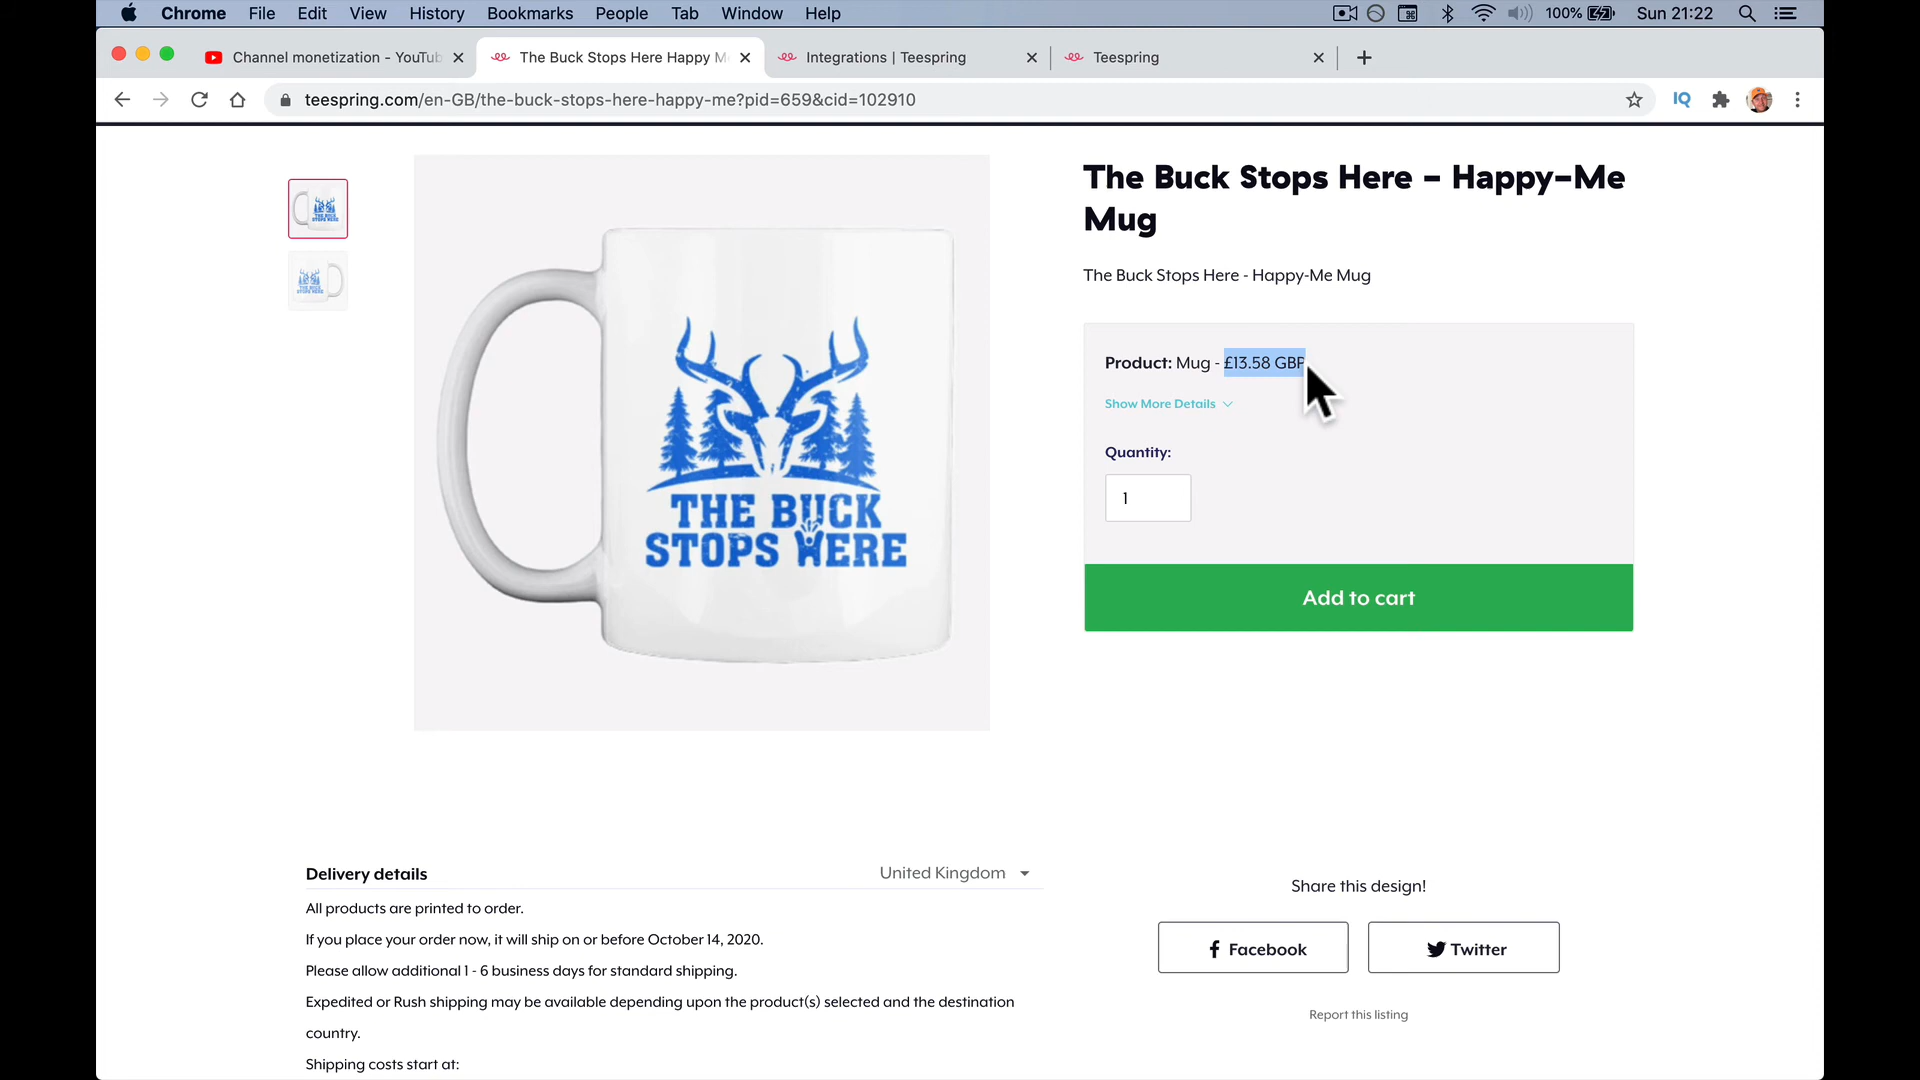 Chrome File Edit View History Bookmarks People Tab Window Help 100% Sun 21:22
Channel monetization - YouTub
The Buck Stops Here Happy M
Integrations | Teespring
Teespring
teespring.com/en-GB/the-buck-stops-here-happy-me?pid=659&cid=102910
IQ
The Buck Stops Here - Happy-Me
Mug
The Buck Stops Here - Happy-Me Mug
Product: Mug - £13.58 GBP
Show More Details
Quantity:
1
Add to cart
THE BUCK
STOPS HERE
Delivery details
United Kingdom
All products are printed to order.
If you place your order now, it will ship on or before October 14, 2020.
Please allow additional 1 - 6 business days for standard shipping.
Expedited or Rush shipping may be available depending upon the product(s) selected and the destination
country.
Shipping costs start at:
Share this design!
Facebook
Twitter
Report this listing